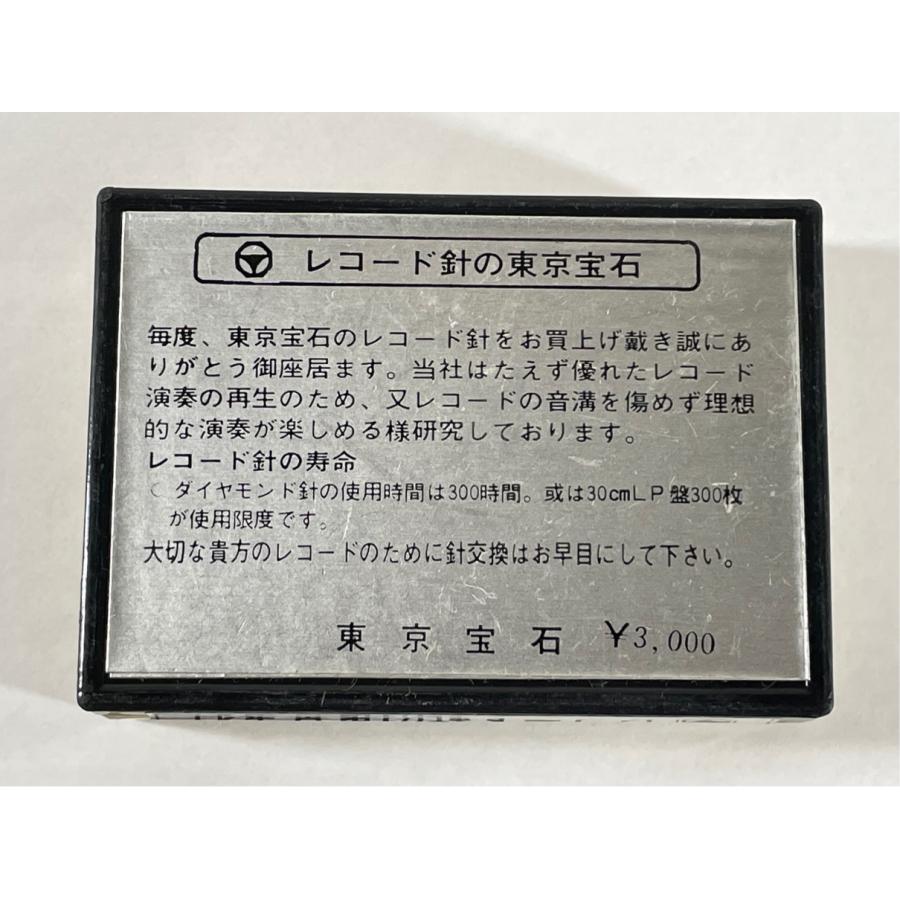 レコード針の東京宝石
毎度、東京宝石のレコード針をお買上げ戴き誠にあ
りがとう御座居ます。当社はたえず優れたレコード
演奏の再生のため、又レコードの音溝を傷めず理想
的な演奏が楽しめる様研究しております。
レコード針の寿命
ダイヤモンド針の使用時間は300時間。或は30cmLP盤300枚
が使用限度です。
大切な貴方のレコードのために針交換はお早目にして下さい。
東京宝石 ¥3,000